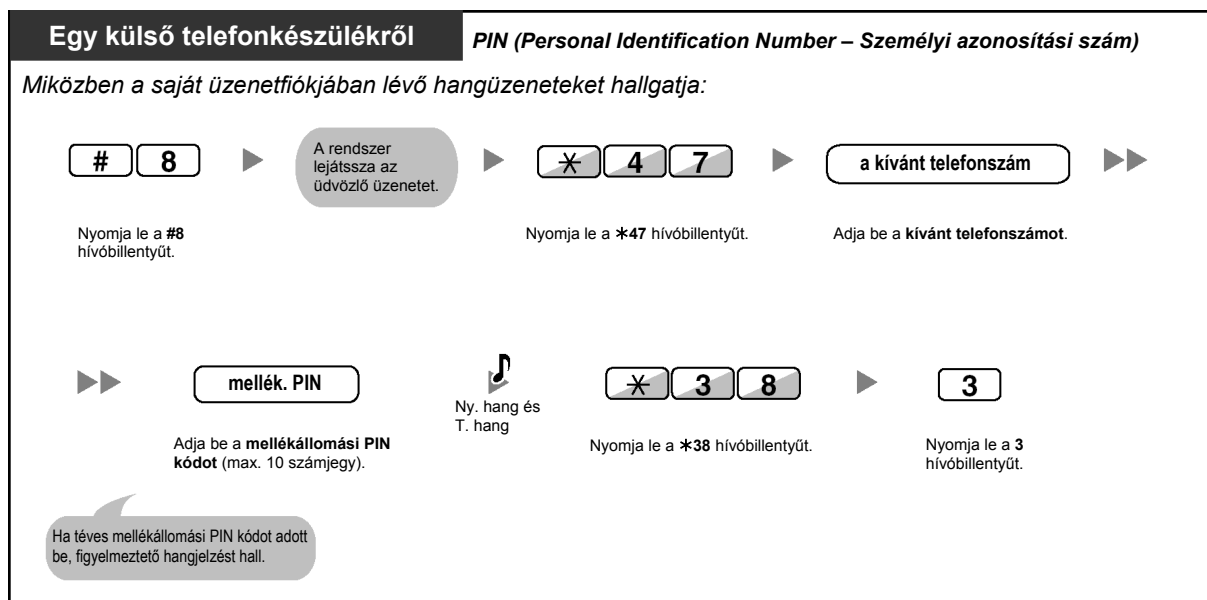 Egy külső telefonkészülékről
PIN (Personal Identification Number – Személyi azonosítási szám)
Miközben a saját üzenetfiókjában lévő hangüzeneteket hallgatja:
# 8
A rendszer
lejátssza az
üdvözlő üzenetet.
* 4 7
a kívánt telefonszám
Nyomja le a #8
hívóbillentyűt.
Nyomja le a *47 hívóbillentyűt.
Adja be a kívánt telefonszámot.
mellék. PIN
Ny. hang és
T. hang
* 3 8
3
Adja be a mellékállomási PIN
kódot (max. 10 számjegy).
Nyomja le a *38 hívóbillentyűt.
Nyomja le a 3
hívóbillentyűt.
Ha téves mellékállomási PIN kódot adott
be, figyelmeztető hangjelzést hall.